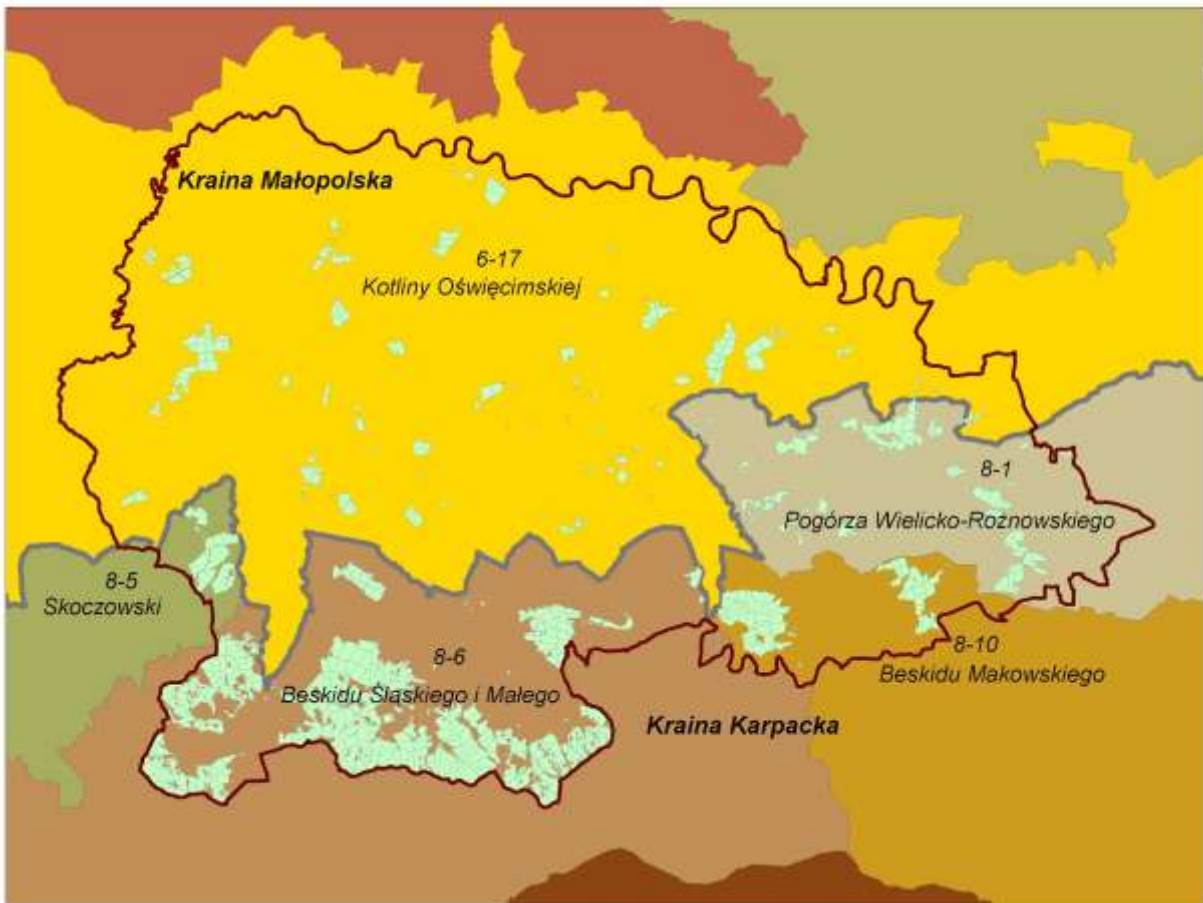 Kraina Małopolska
6-17
Kotliny Oświęcimskiej
8-1
Pogórza Wielicko-Rożnowskiego
8-5
Skoczowski
8-6
Beskidu Śląskiego i Małego
8-10
Beskidu Makowskiego
Kraina Karpacka